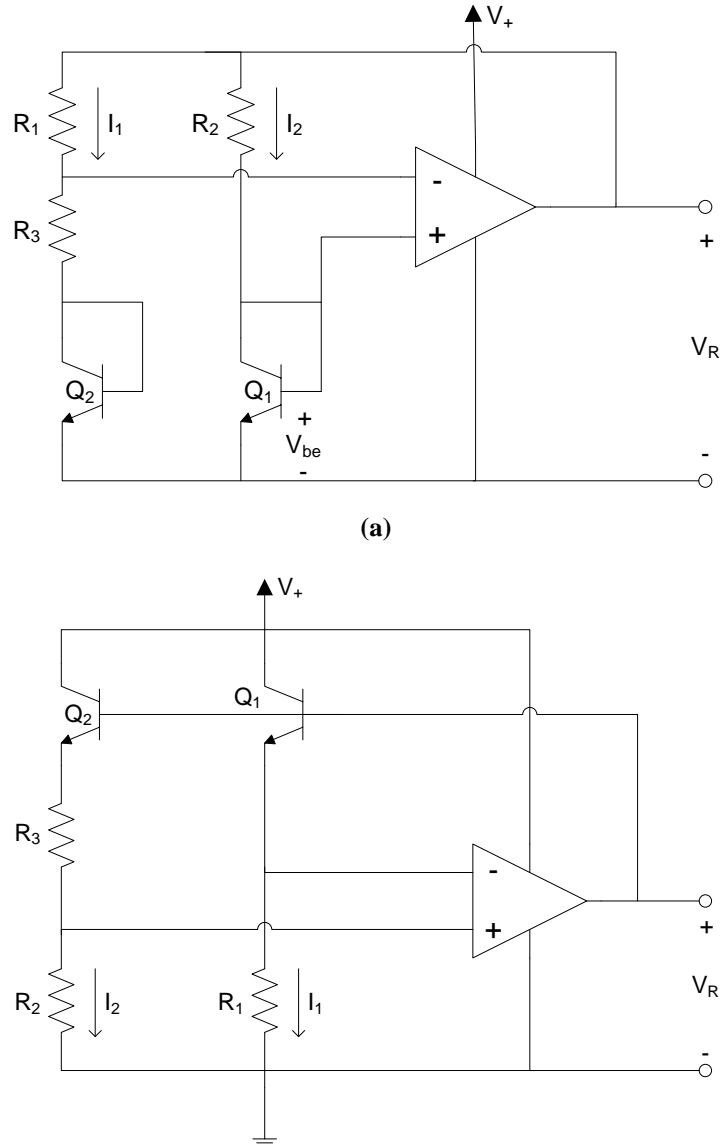 V+
R1
I1
R2
I2
-
+
R3
Q2
Q1
+
Vbe
-
+
VR
-
(a)
V+
Q2
Q1
R3
-
+
R2
I2
R1
I1
+
VR
-